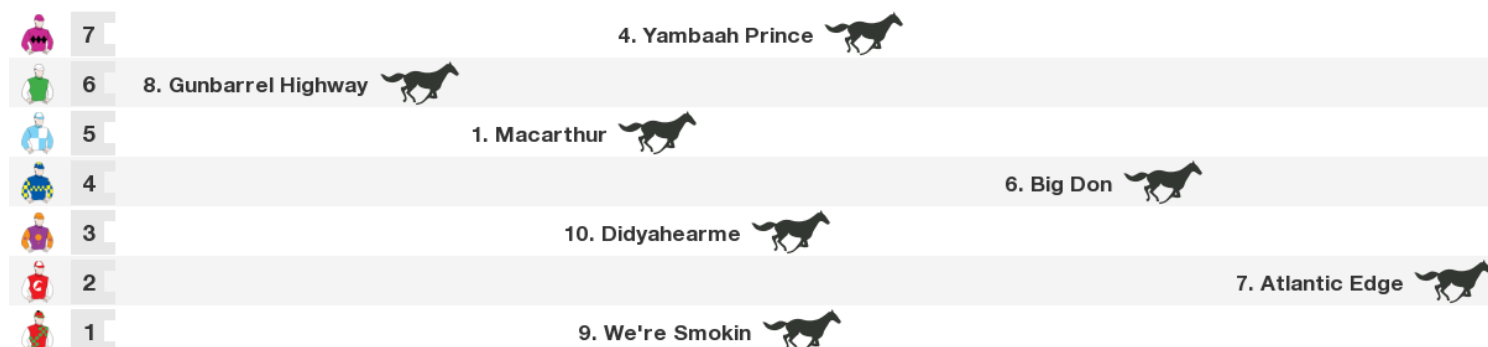 7 4. Yambaah Prince
6 8. Gunbarrel Highway
5 1. Macarthur
4 6. Big Don
3 10. Didyahearme
2 7. Atlantic Edge
1 9. We're Smokin